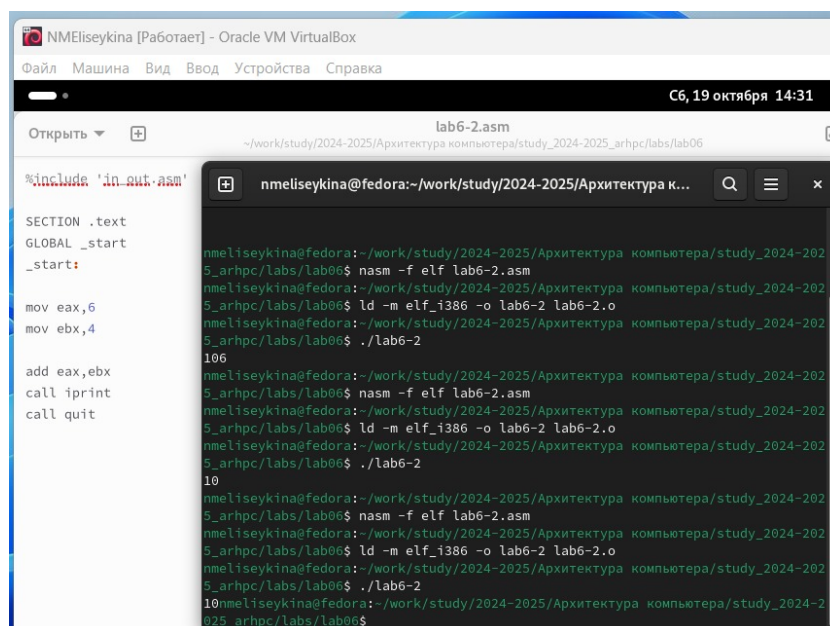 NMEliseykina [Работает] - Oracle VM VirtualBox
Файл Машина Вид Ввод Устройства Справка
Сб, 19 октября 14:31
Открыть
lab6-2.asm
~/work/study/2024-2025/Архитектура компьютера/study_2024-2025_arhpc/labs/lab06
%include 'in_out.asm'
SECTION .text
GLOBAL _start
_start:
mov eax,6
mov ebx,4
add eax,ebx
call iprint
call quit
nmeliseykina@fedora:~/work/study/2024-2025/Архитектура к...
nmeliseykina@fedora:~/work/study/2024-2025/Архитектура компьютера/study_2024-202
5_arhpc/labs/lab06$ nasm -f elf lab6-2.asm
nmeliseykina@fedora:~/work/study/2024-2025/Архитектура компьютера/study_2024-202
5_arhpc/labs/lab06$ ld -m elf_i386 -o lab6-2 lab6-2.o
nmeliseykina@fedora:~/work/study/2024-2025/Архитектура компьютера/study_2024-202
5_arhpc/labs/lab06$ ./lab6-2
106
nmeliseykina@fedora:~/work/study/2024-2025/Архитектура компьютера/study_2024-202
5_arhpc/labs/lab06$ nasm -f elf lab6-2.asm
nmeliseykina@fedora:~/work/study/2024-2025/Архитектура компьютера/study_2024-202
5_arhpc/labs/lab06$ ld -m elf_i386 -o lab6-2 lab6-2.o
nmeliseykina@fedora:~/work/study/2024-2025/Архитектура компьютера/study_2024-202
5_arhpc/labs/lab06$ ./lab6-2
10
nmeliseykina@fedora:~/work/study/2024-2025/Архитектура компьютера/study_2024-202
5_arhpc/labs/lab06$ nasm -f elf lab6-2.asm
nmeliseykina@fedora:~/work/study/2024-2025/Архитектура компьютера/study_2024-202
5_arhpc/labs/lab06$ ld -m elf_i386 -o lab6-2 lab6-2.o
nmeliseykina@fedora:~/work/study/2024-2025/Архитектура компьютера/study_2024-202
5_arhpc/labs/lab06$ ./lab6-2
10nmeliseykina@fedora:~/work/study/2024-2025/Архитектура компьютера/study_2024-2
025_arhpc/labs/lab06$